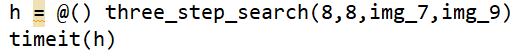 h = @() three_step_search(8,8,img_7,img_9)
timeit(h)